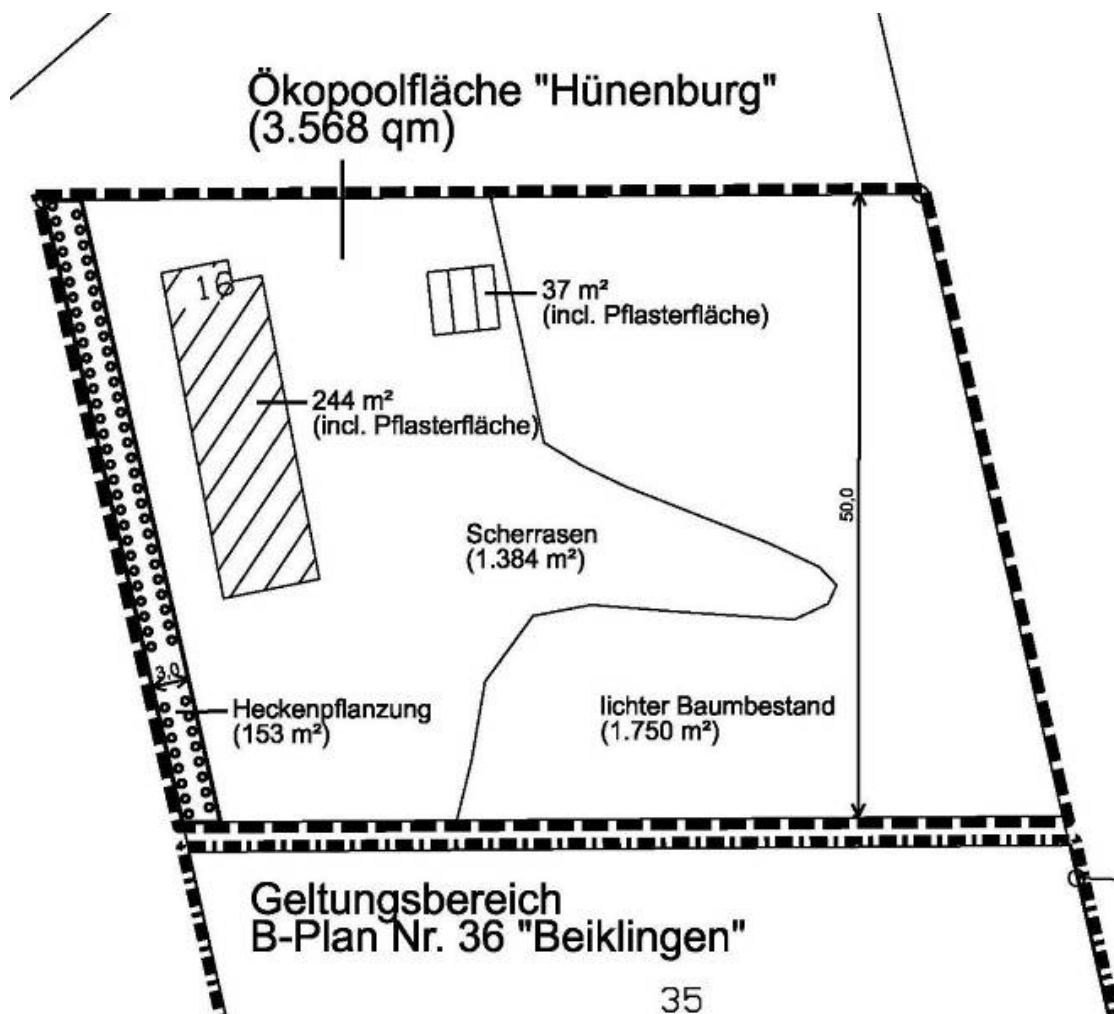 Ökopoolfläche "Hünenburg"
(3.568 qm)
16
37 m²
(incl. Pflasterfläche)
244 m²
(incl. Pflasterfläche)
50,0
Scherrasen
(1.384 m²)
3,0
Heckenpflanzung
(153 m²)
lichter Baumbestand
(1.750 m²)
Geltungsbereich
B-Plan Nr. 36 "Beiklingen"
35